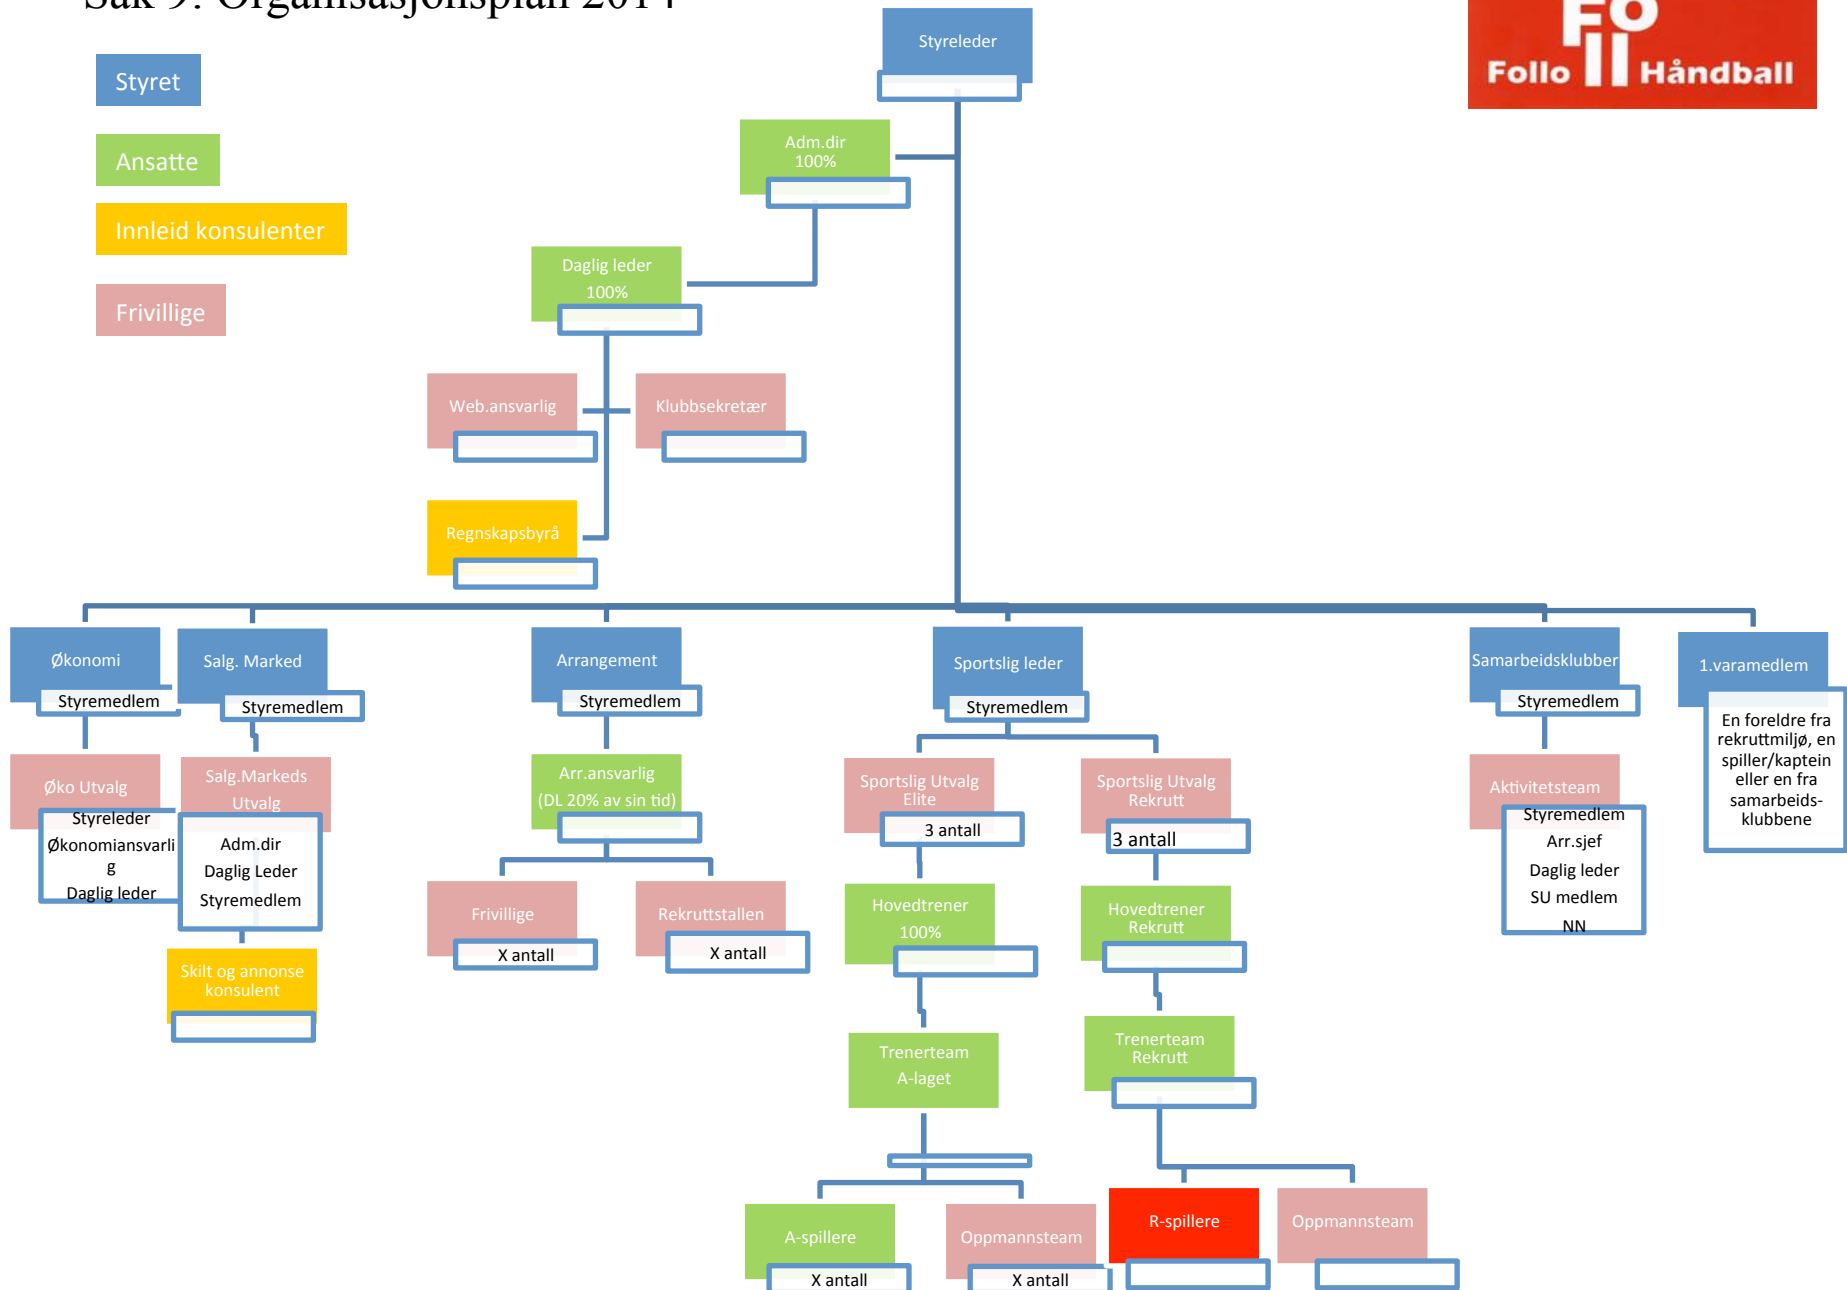 Sak 9: Organisasjonsplan 2014
FO
ll
Follo Håndball
Styret
Ansatte
Innleid konsulenter
Frivillige
Styreleder
Adm.dir
100%
Daglig leder
100%
Web.ansvarlig
Klubbsekretær
Regnskapsbyrå
Økonomi
Styremedlem
Salg. Marked
Styremedlem
Arrangement
Styremedlem
Sportslig leder
Styremedlem
Samarbeidsklubber
Styremedlem
1.varamedlem
En foreldre fra
rekruttmiljø, en
spiller/kaptein
eller en fra
samarbeids-
klubbene
Øko Utvalg
Styreleder
Økonomiansvarli
g
Daglig leder
Salg.Markeds
Utvalg
Adm.dir
Daglig Leder
Styremedlem
Skilt og annonse
konsulent
Arr.ansvarlig
(DL 20% av sin tid)
Frivillige
X antall
Rekruttstallen
X antall
Sportslig Utvalg
Elite
3 antall
Sportslig Utvalg
Rekrutt
3 antall
Hovedtrener
100%
Hovedtrener
Rekrutt
Trenerteam
A-laget
Trenerteam
Rekrutt
A-spillere
X antall
Oppmannsteam
X antall
R-spillere
Oppmannsteam
Aktivitetsteam
Styremedlem
Arr.sjef
Daglig leder
SU medlem
NN